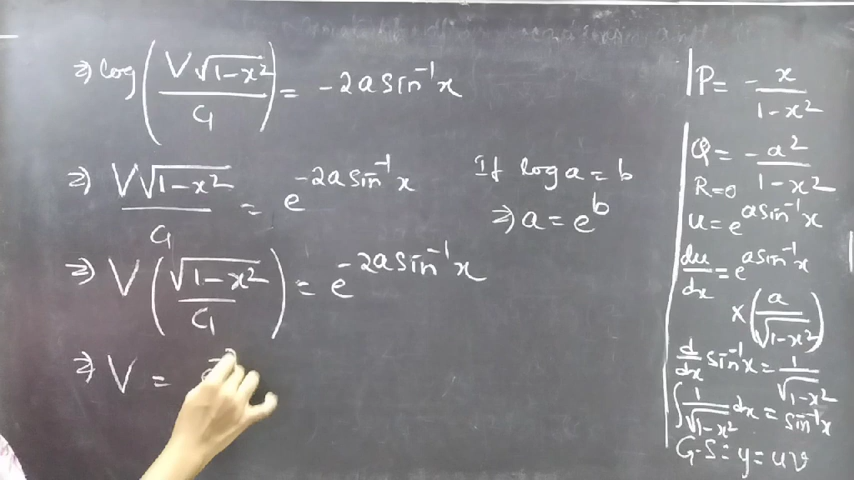 ⇒ log(V√1-x² / C₁) = -2a sin⁻¹x
⇒ V√1-x² / C₁ = e^-2a sin⁻¹x
If log a = b
⇒ a = e^b
⇒ V(√1-x² / C₁) = e^-2a sin⁻¹x
⇒ V =
P = -x / 1-x²
Q = -a² / 1-x²
R=0
u = e^a sin⁻¹x
du/dx = e^a sin⁻¹x
×(a / √1-x²)
d/dx sin⁻¹x = 1 / √1-x²
∫ 1/√1-x² dx = sin⁻¹x
G.S = y = uv